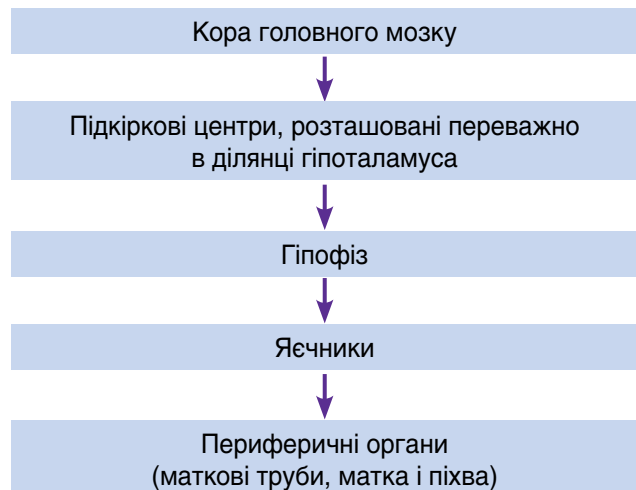 Кора головного мозку
Підкіркові центри, розташовані переважно
в ділянці гіпоталамуса
Гіпофіз
Яєчники
Периферичні органи
(маткові труби, матка і піхва)